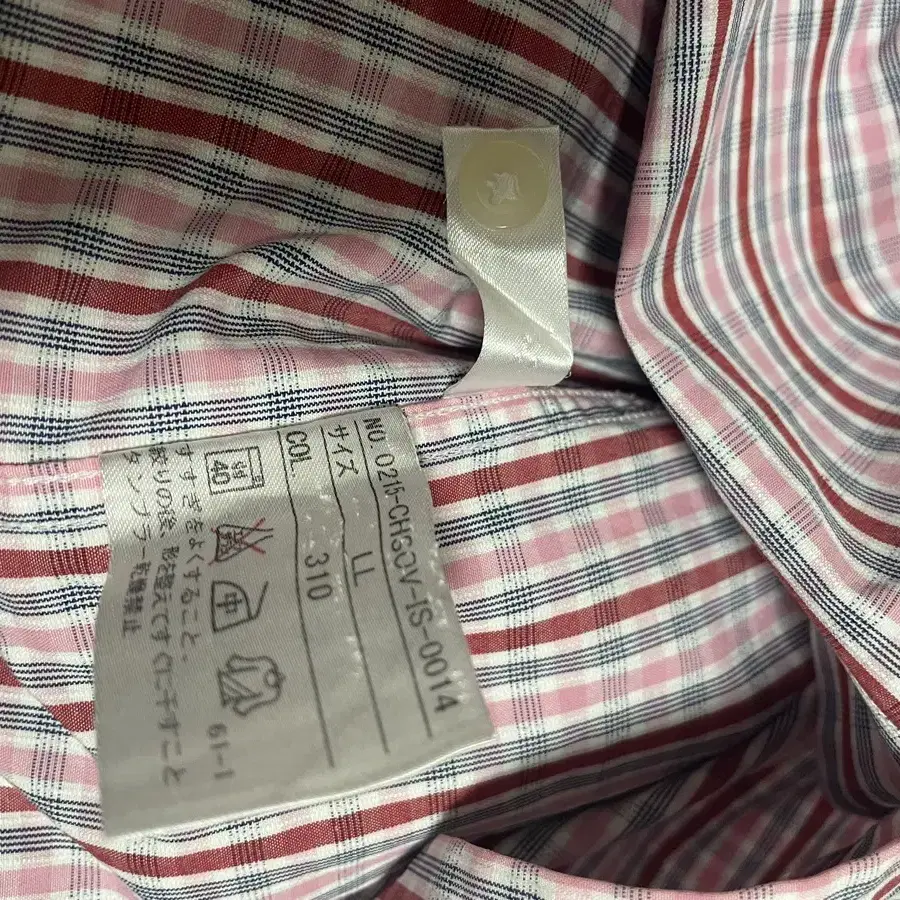 NO. 0215-CHGOV-IS-0014
サイズ LL
COL 310
40
中
61-1
すすぎをよくすること。
終りの後、形を整えてすぐに干すこと
タンブラー乾燥禁止